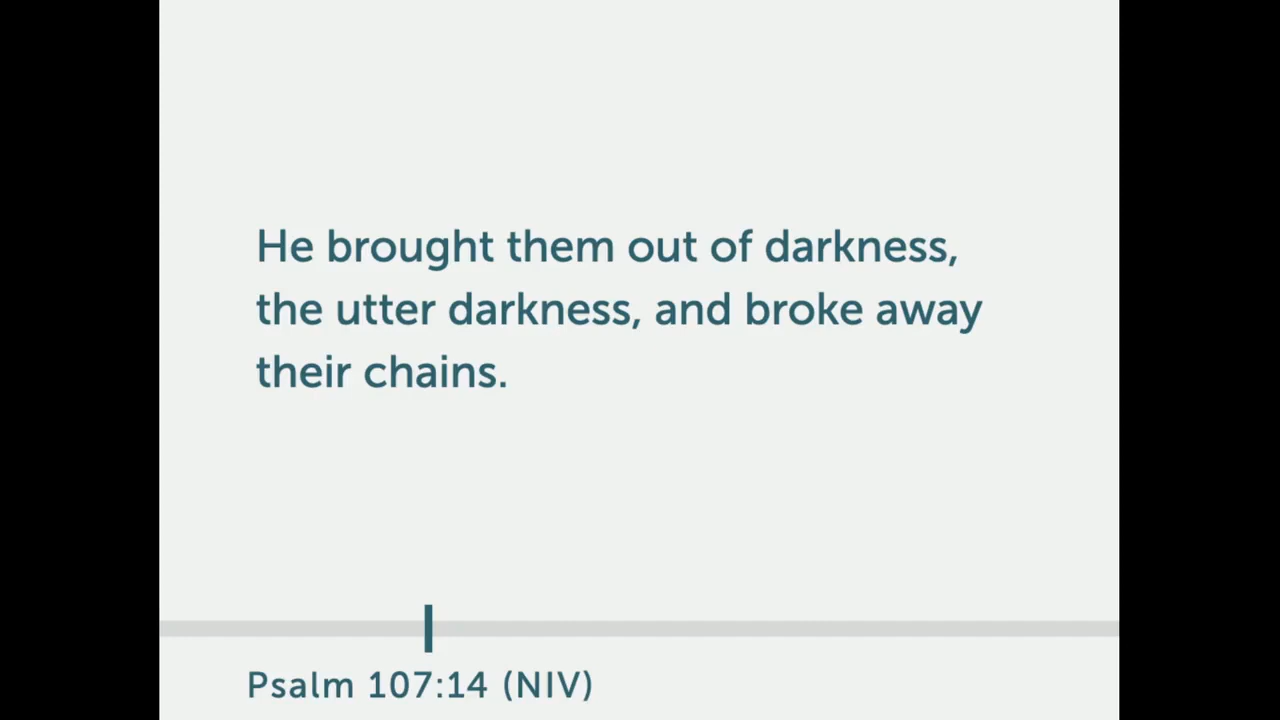 He brought them out of darkness,
the utter darkness, and broke away
their chains.
Psalm 107:14 (NIV)